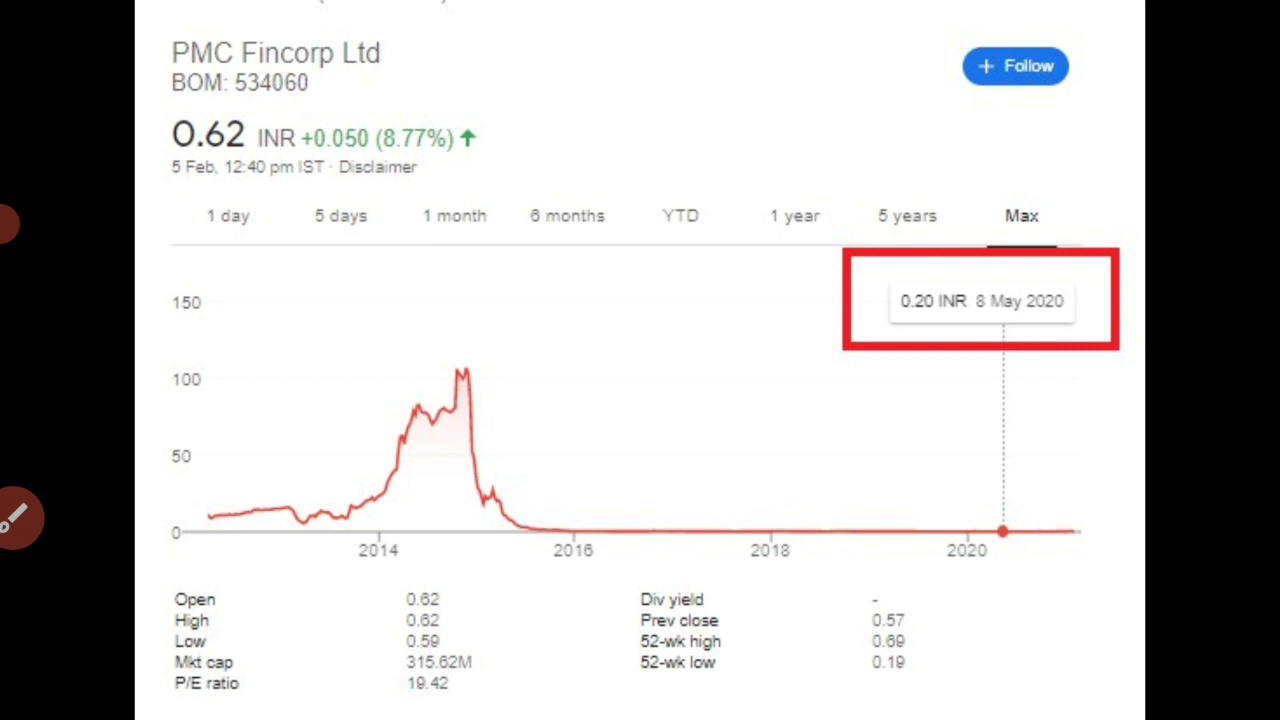 PMC Fincorp Ltd
BOM: 534060
+ Follow
0.62 INR +0.050 (8.77%)
5 Feb, 12:40 pm IST · Disclaimer
1 day 5 days 1 month 6 months YTD 1 year 5 years Max
0.20 INR 8 May 2020
150
100
50
0
2014 2016 2018 2020
Open 0.62 Div yield -
High 0.62 Prev close 0.57
Low 0.59 52-wk high 0.69
Mkt cap 315.62M 52-wk low 0.19
P/E ratio 19.42